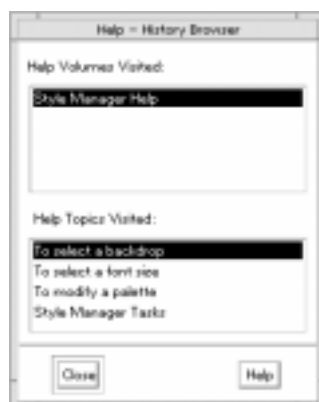 Help - History Browser
Help Volumes Visited:
Style Manager Help
Help Topics Visited:
To select a backdrop
To select a font size
To modify a palette
Style Manager Tasks
Close
Help